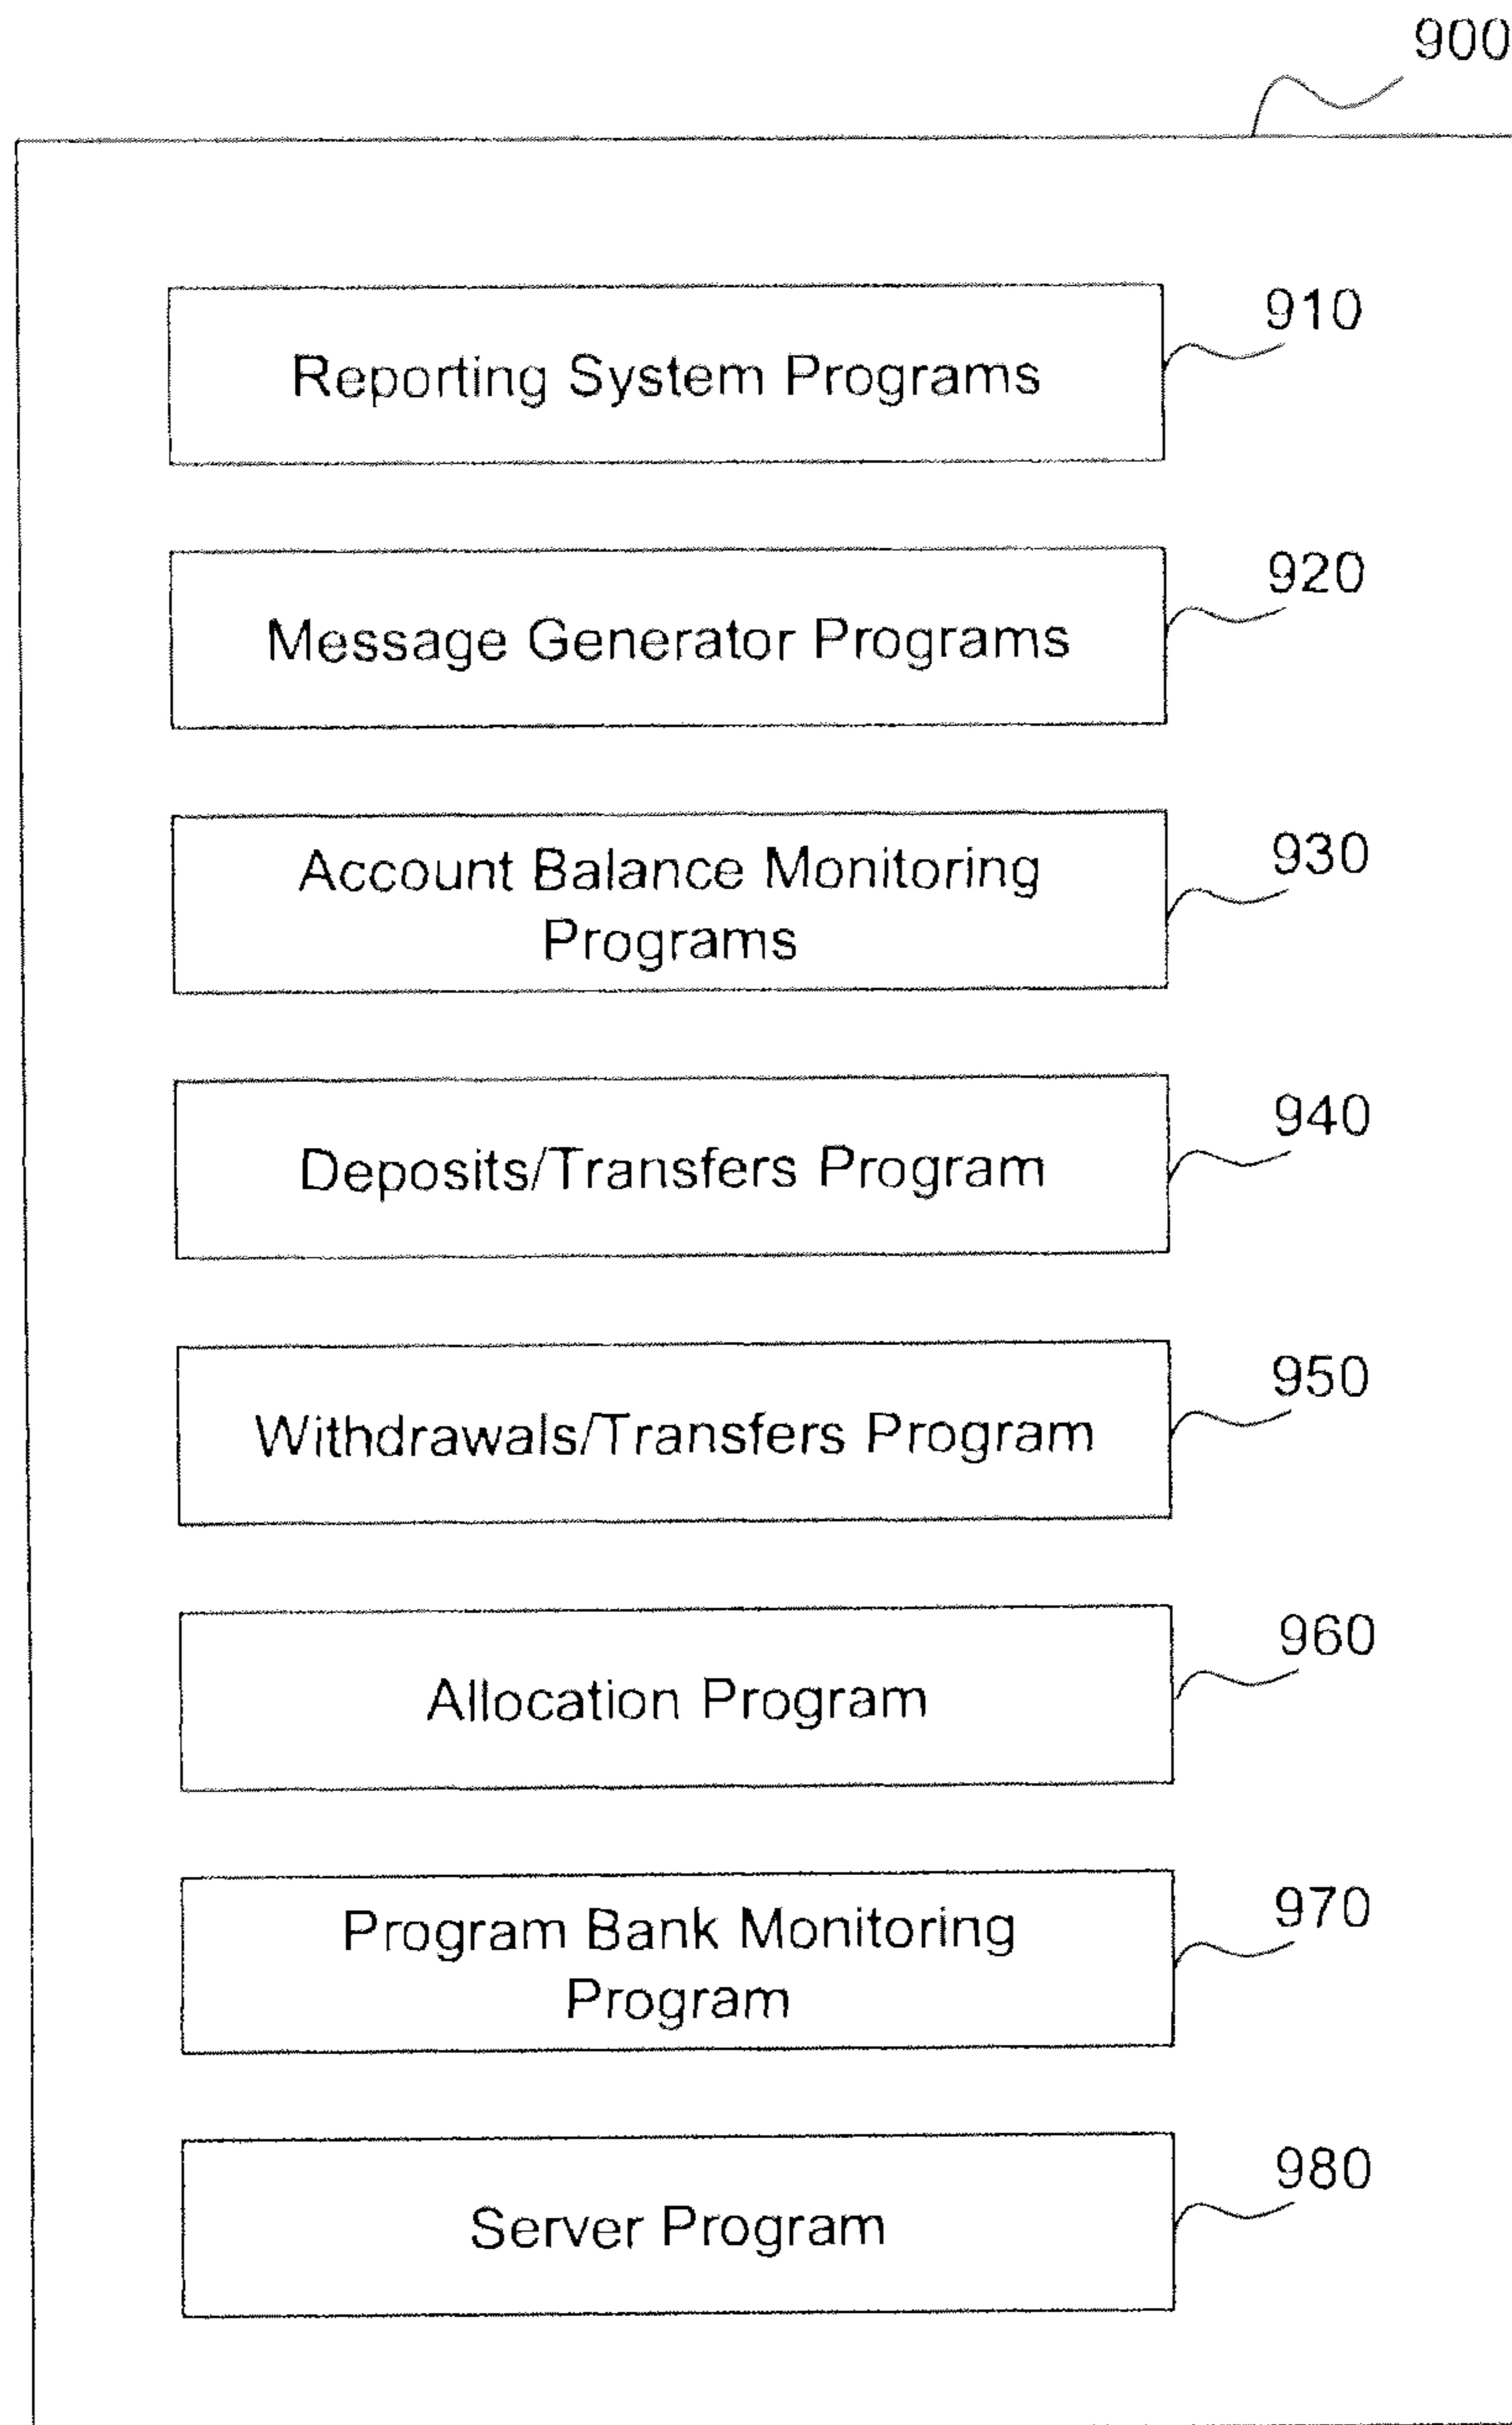 900
Reporting System Programs
910
Message Generator Programs
920
Account Balance Monitoring
Programs
930
Deposits/Transfers Program
940
Withdrawals/Transfers Program
950
Allocation Program
960
Program Bank Monitoring
Program
970
Server Program
980